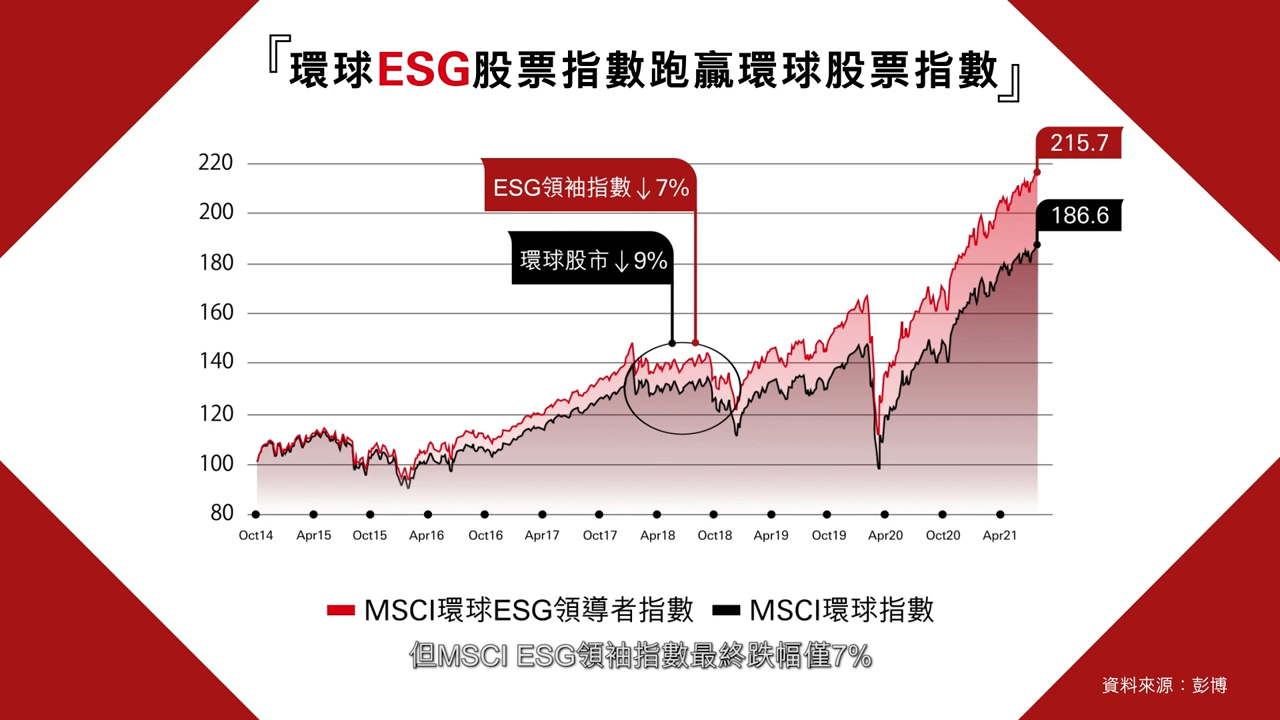 『環球ESG股票指數跑贏環球股票指數』
215.7
220
ESG領袖指數↓7%
200
186.6
環球股市↓9%
180
160
140
120
100
80
Oct14 Apr15 Oct15 Apr16 Oct16 Apr17 Oct17 Apr18 Oct18 Apr19 Oct19 Apr20 Oct20 Apr21
MSCI環球ESG領導者指數 MSCI環球指數
但MSCI ESG領袖指數最終跌幅僅7%
資料來源：彭博